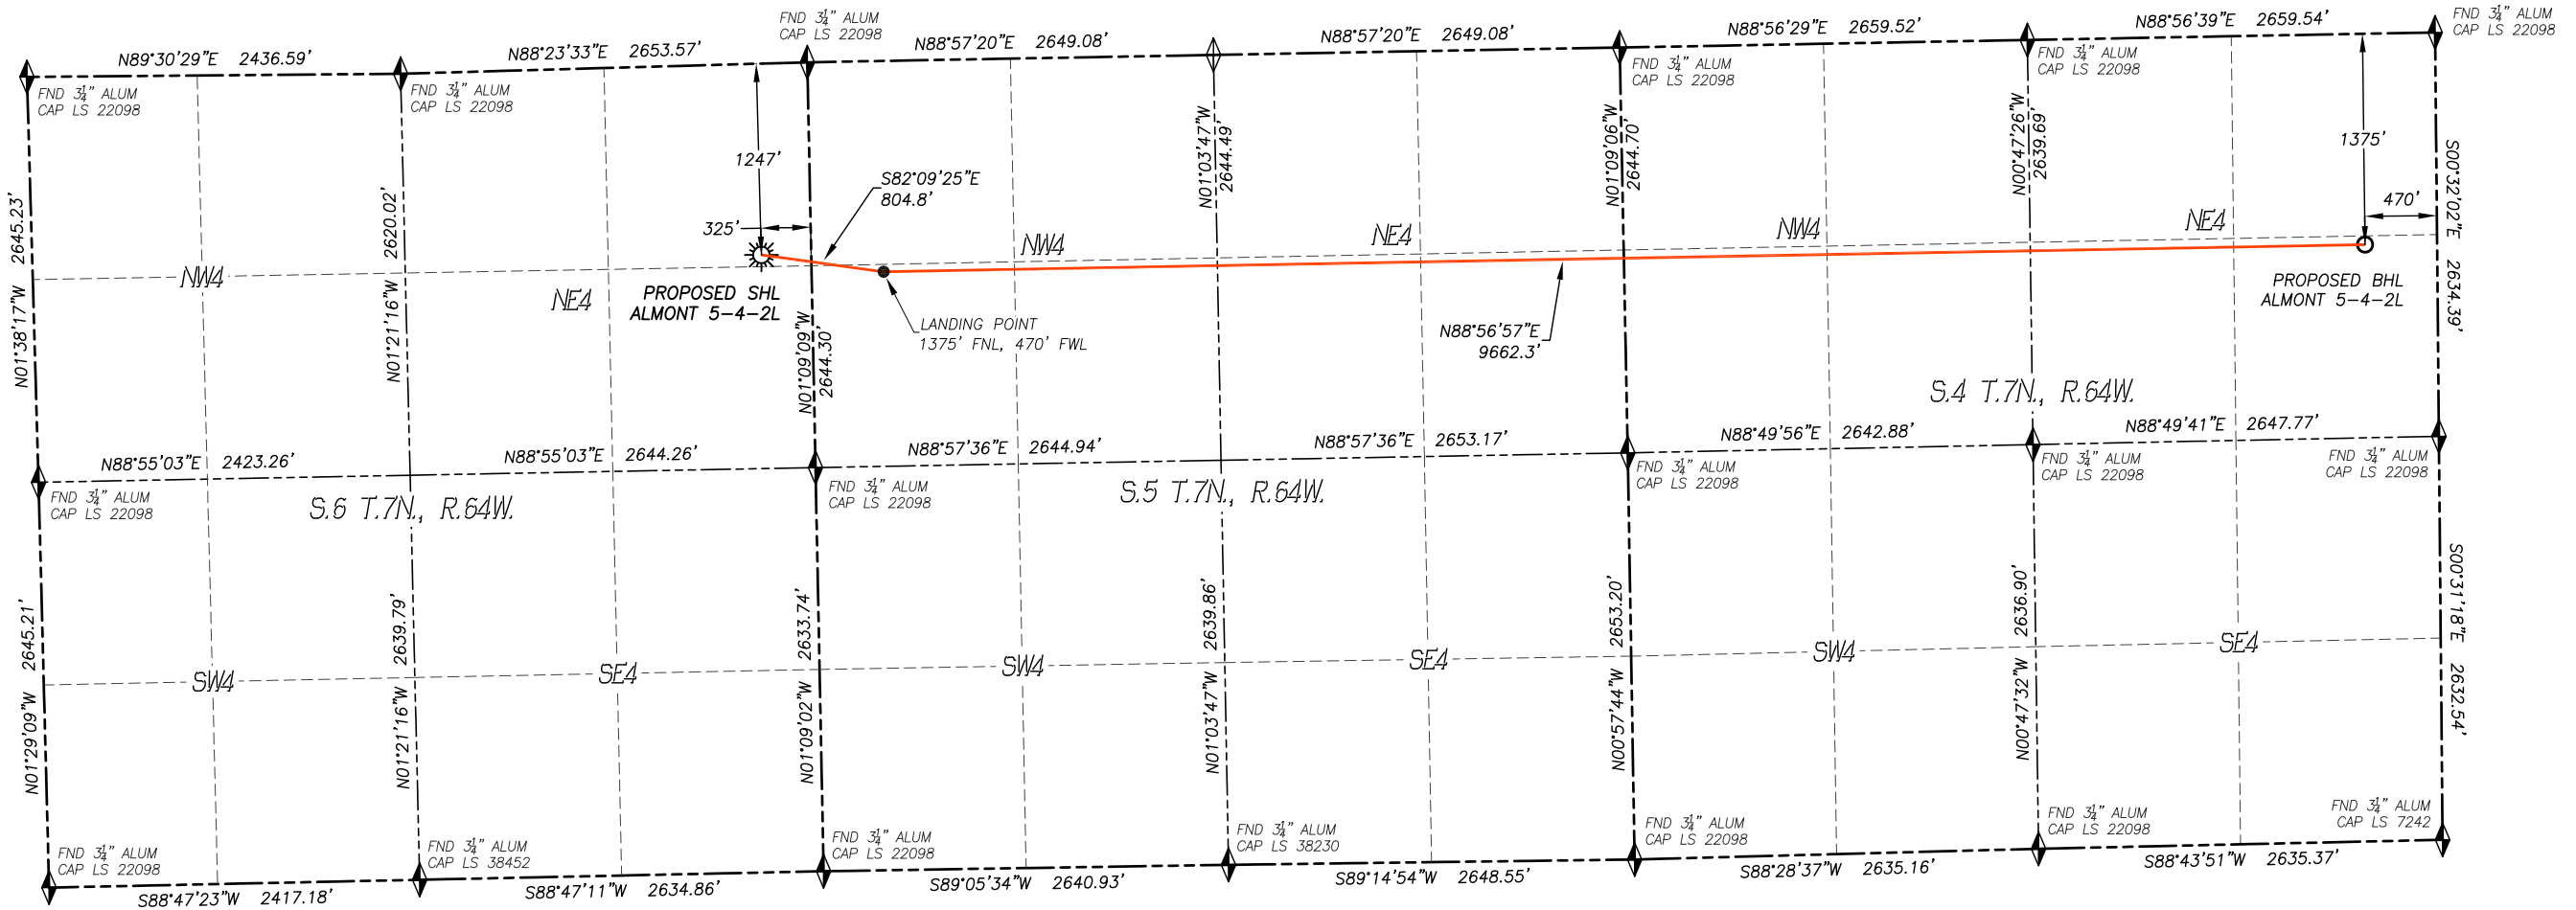 FND 3¼” ALUM
CAP LS 22098
FND 3¼” ALUM
CAP LS 22098
N89°30'29”E 2436.59'
N88°23'33”E 2653.57'
N88°57'20”E 2649.08'
N88°57'20”E 2649.08'
N88°56'29”E 2659.52'
N88°56'39”E 2659.54'
FND 3¼” ALUM
CAP LS 22098
FND 3¼” ALUM
CAP LS 22098
FND 3¼” ALUM
CAP LS 22098
FND 3¼” ALUM
CAP LS 22098
N01°38'17”W 2645.23'
N01°21'16”W 2620.02'
1247'
325'
S82°09'25”E
804.8'
N01°03'47”W
2644.49'
N01°09'06”W
2644.70'
N00°47'26”W
2639.69'
1375'
470'
S00°32'02”E 2634.39'
NW4
NE4
NW4
NE4
NW4
NE4
PROPOSED SHL
ALMONT 5-4-2L
N01°09'09”W
2644.30'
LANDING POINT
1375' FNL, 470' FWL
N88°56'57”E
9662.3'
PROPOSED BHL
ALMONT 5-4-2L
S.4 T.7N., R.64W.
N88°55'03”E 2423.26'
N88°55'03”E 2644.26'
N88°57'36”E 2644.94'
N88°57'36”E 2653.17'
N88°49'56”E 2642.88'
N88°49'41”E 2647.77'
FND 3¼” ALUM
CAP LS 22098
FND 3¼” ALUM
CAP LS 22098
FND 3¼” ALUM
CAP LS 22098
FND 3¼” ALUM
CAP LS 22098
FND 3¼” ALUM
CAP LS 22098
S.6 T.7N., R.64W.
S.5 T.7N., R.64W.
N01°29'09”W 2645.21'
N01°21'16”W 2639.79'
N01°09'02”W 2633.74'
N01°03'47”W 2639.86'
N00°57'44”W 2653.20'
N00°47'32”W 2636.90'
S00°31'18”E 2632.54'
SW4
SE4
SW4
SE4
SW4
SE4
FND 3¼” ALUM
CAP LS 22098
FND 3¼” ALUM
CAP LS 38452
FND 3¼” ALUM
CAP LS 22098
FND 3¼” ALUM
CAP LS 38230
FND 3¼” ALUM
CAP LS 22098
FND 3¼” ALUM
CAP LS 22098
FND 3¼” ALUM
CAP LS 7242
S88°47'23”W 2417.18'
S88°47'11”W 2634.86'
S89°05'34”W 2640.93'
S89°14'54”W 2648.55'
S88°28'37”W 2635.16'
S88°43'51”W 2635.37'